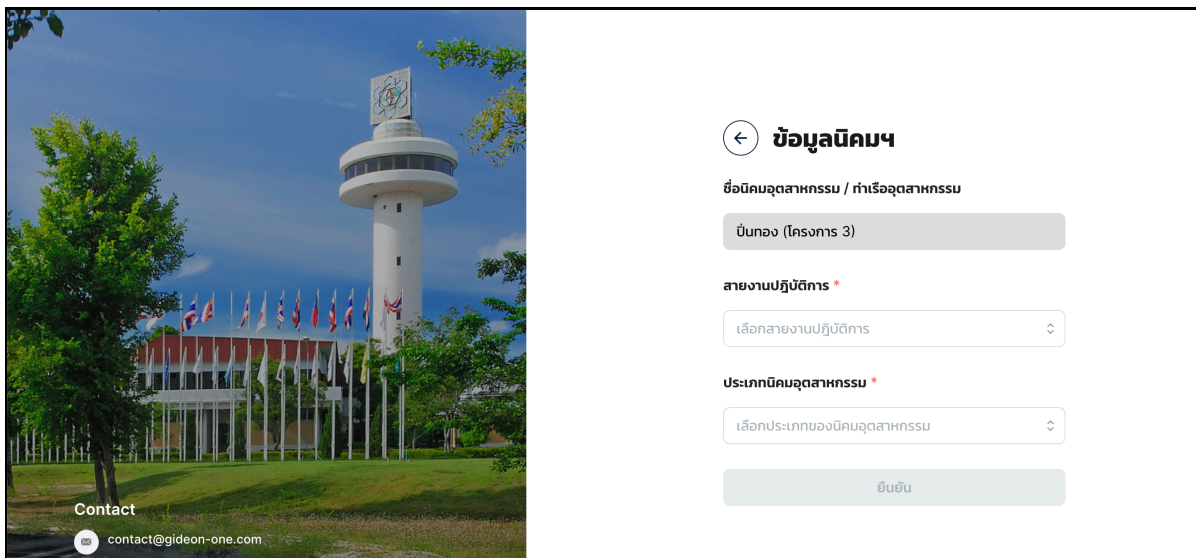 ข้อมูลนิคมฯ
ชื่อนิคมอุตสาหกรรม / ท่าเรืออุตสาหกรรม
ปิ่นทอง (โครงการ 3)
สายงานปฎิบัติการ *
เลือกสายงานปฎิบัติการ
ประเภทนิคมอุตสาหกรรม *
เลือกประเภทของนิคมอุตสาหกรรม
ยืนยัน
Contact
contact@gideon-one.com